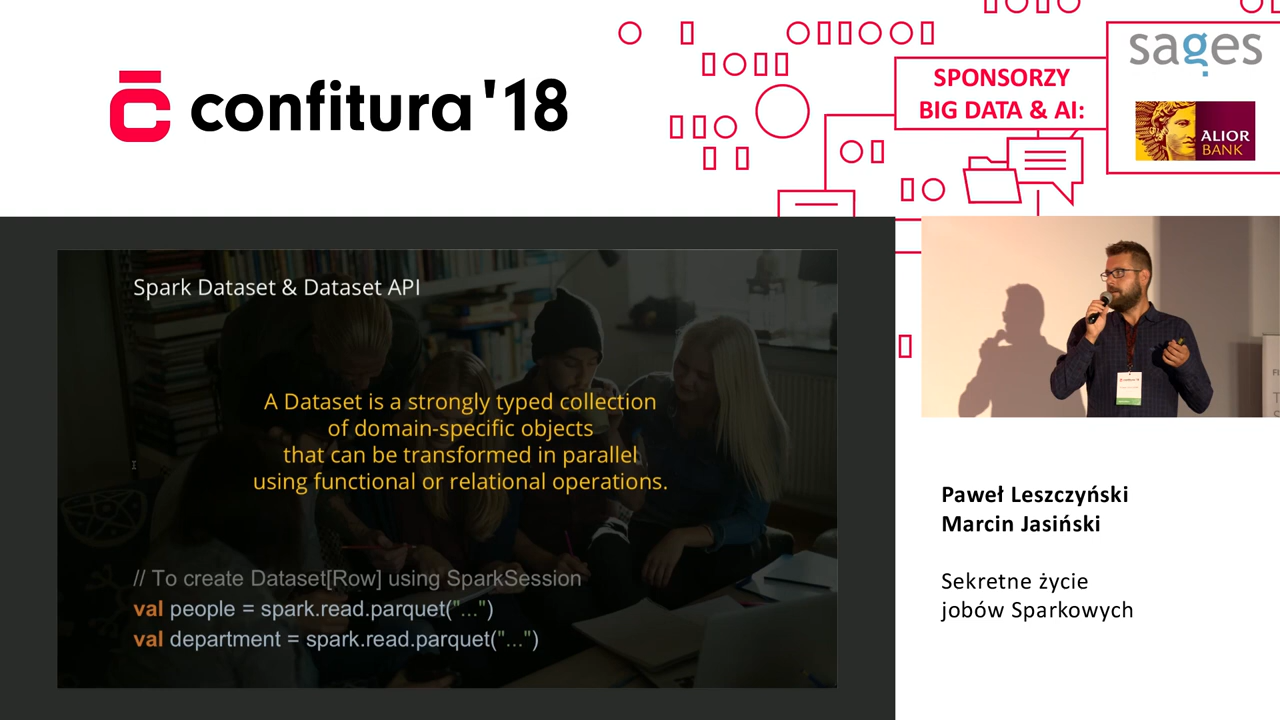 confitura '18
SPONSORZY
BIG DATA & AI:
sages
ALIOR
BANK
Spark Dataset & Dataset API
A Dataset is a strongly typed collection
of domain-specific objects
that can be transformed in parallel
using functional or relational operations.
// To create Dataset[Row] using SparkSession
val people = spark.read.parquet("...")
val department = spark.read.parquet("...")
Paweł Leszczyński
Marcin Jasiński
Sekretne życie
jobów Sparkowych